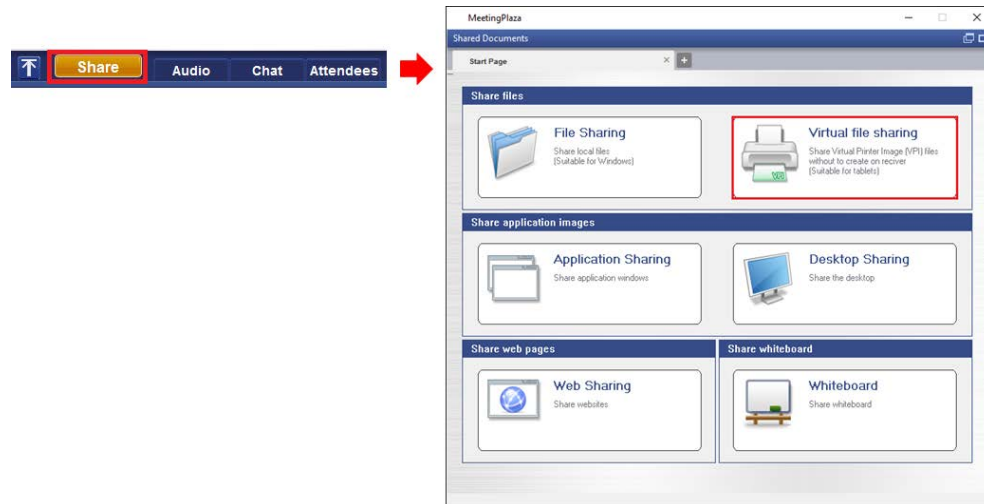 Share Audio Chat Attendees
MeetingPlaza
Shared Documents
Start Page
Share files
File Sharing
Share local files
(Suitable for Windows)
Virtual file sharing
Share Virtual Printer Image (VPI) files
without to create on reciver
(Suitable for tablets)
VPI
Share application images
Application Sharing
Share application windows
Desktop Sharing
Share the desktop
Share web pages
Web Sharing
Share websites
Share whiteboard
Whiteboard
Share whiteboard